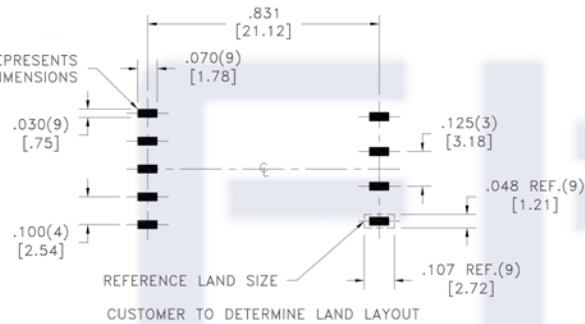 .831
[21.12]
EPRESENTS
IMENSIONS
.070(9)
[1.78]
.030(9)
[.75]
.125(3)
[3.18]
.048 REF.(9)
[1.21]
.100(4)
[2.54]
REFERENCE LAND SIZE
.107 REF.(9)
[2.72]
CUSTOMER TO DETERMINE LAND LAYOUT